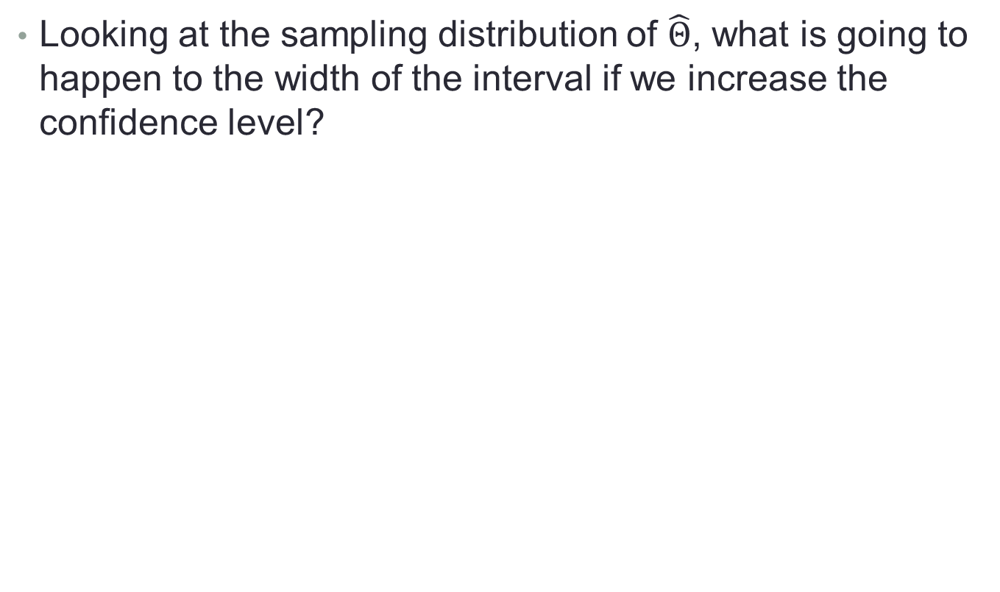 • Looking at the sampling distribution of Θ̂, what is going to
happen to the width of the interval if we increase the
confidence level?